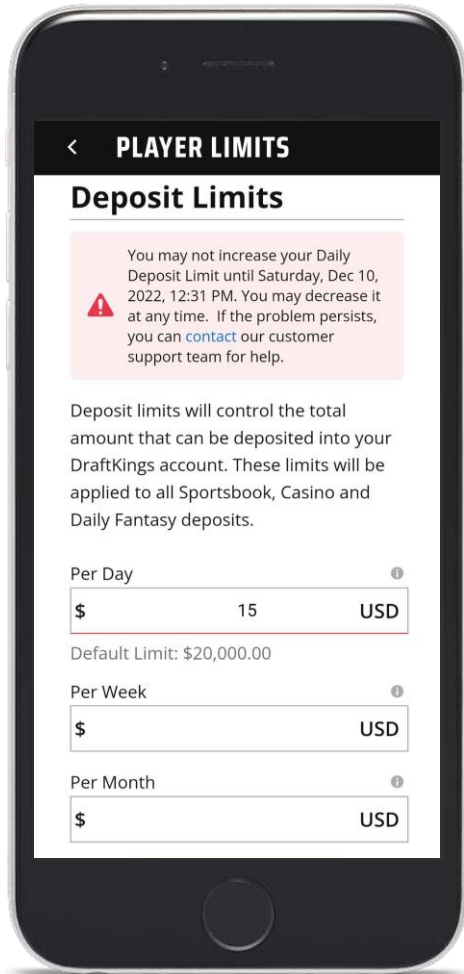 PLAYER LIMITS
Deposit Limits
You may not increase your Daily
Deposit Limit until Saturday, Dec 10,
2022, 12:31 PM. You may decrease it
at any time.  If the problem persists,
you can contact our customer
support team for help.
Deposit limits will control the total
amount that can be deposited into your
DraftKings account. These limits will be
applied to all Sportsbook, Casino and
Daily Fantasy deposits.
Per Day
$ 15 USD
Default Limit: $20,000.00
Per Week
$ USD
Per Month
$ USD